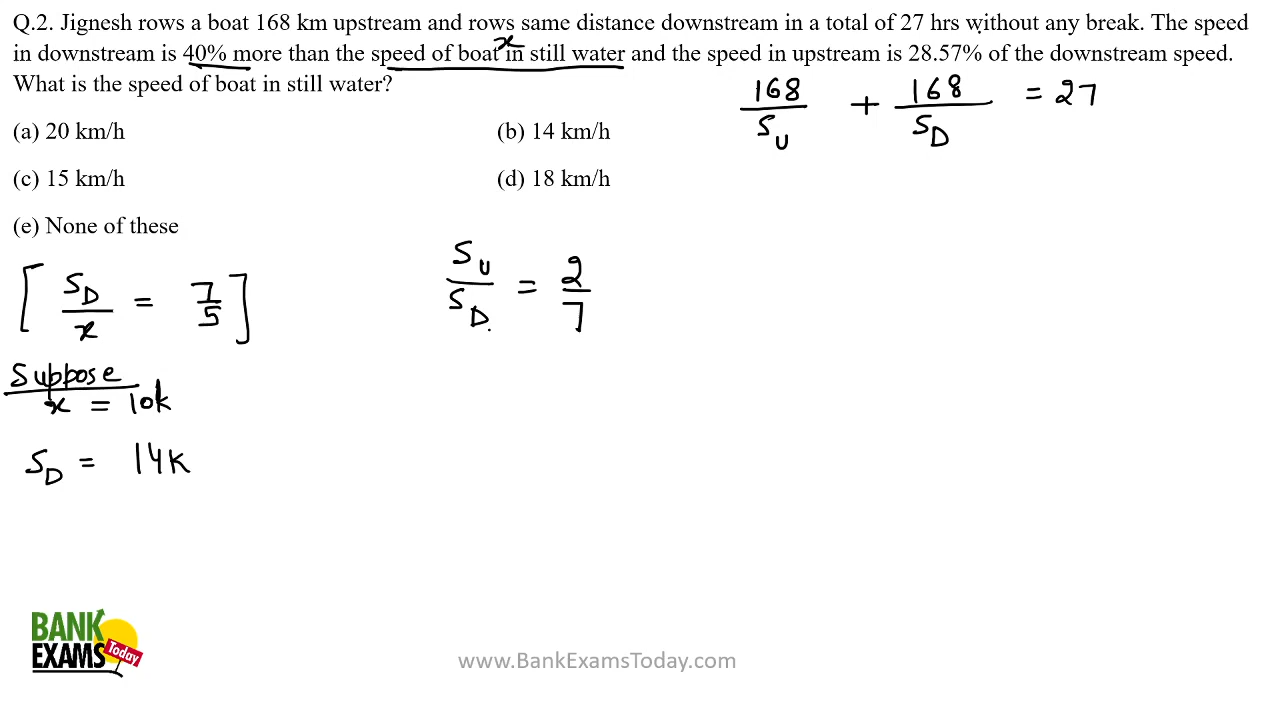 Q.2. Jignesh rows a boat 168 km upstream and rows same distance downstream in a total of 27 hrs without any break. The speed
x
in downstream is 40% more than the speed of boat in still water and the speed in upstream is 28.57% of the downstream speed.
What is the speed of boat in still water?
168/S_U + 168/S_D = 27
(a) 20 km/h (b) 14 km/h
(c) 15 km/h (d) 18 km/h
(e) None of these
[S_D/x = 7/5]
S_U/S_D = 2/7
Suppose
x = 10k
S_D = 14K
BANK
EXAMS Today
www.BankExamsToday.com